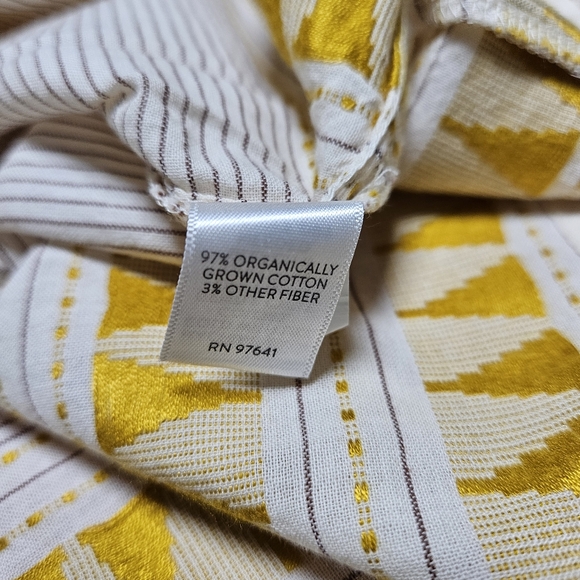 97% ORGANICALLY
GROWN COTTON
3% OTHER FIBER
RN 97641